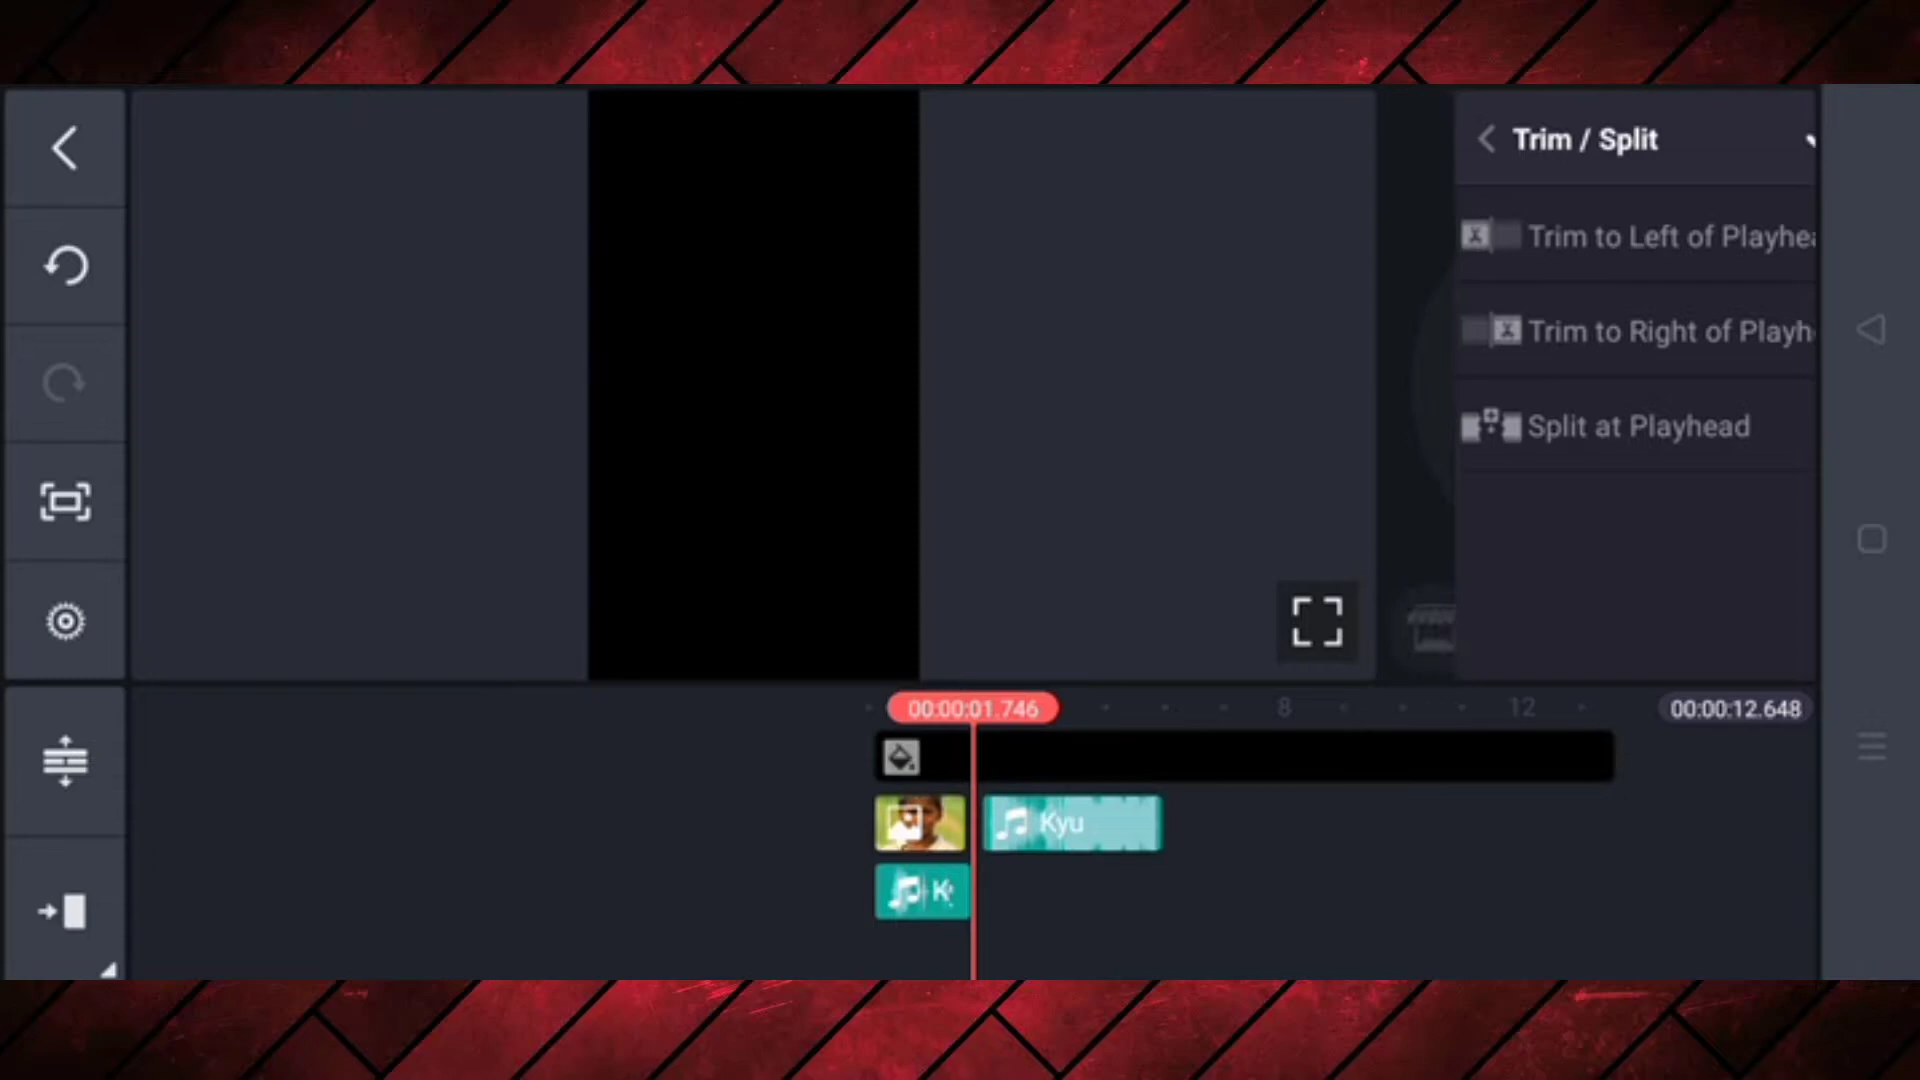 Trim / Split
Trim to Left of Playhea
Trim to Right of Playh
Split at Playhead
00:00:01.746
8
12
00:00:12.648
Kyu
K